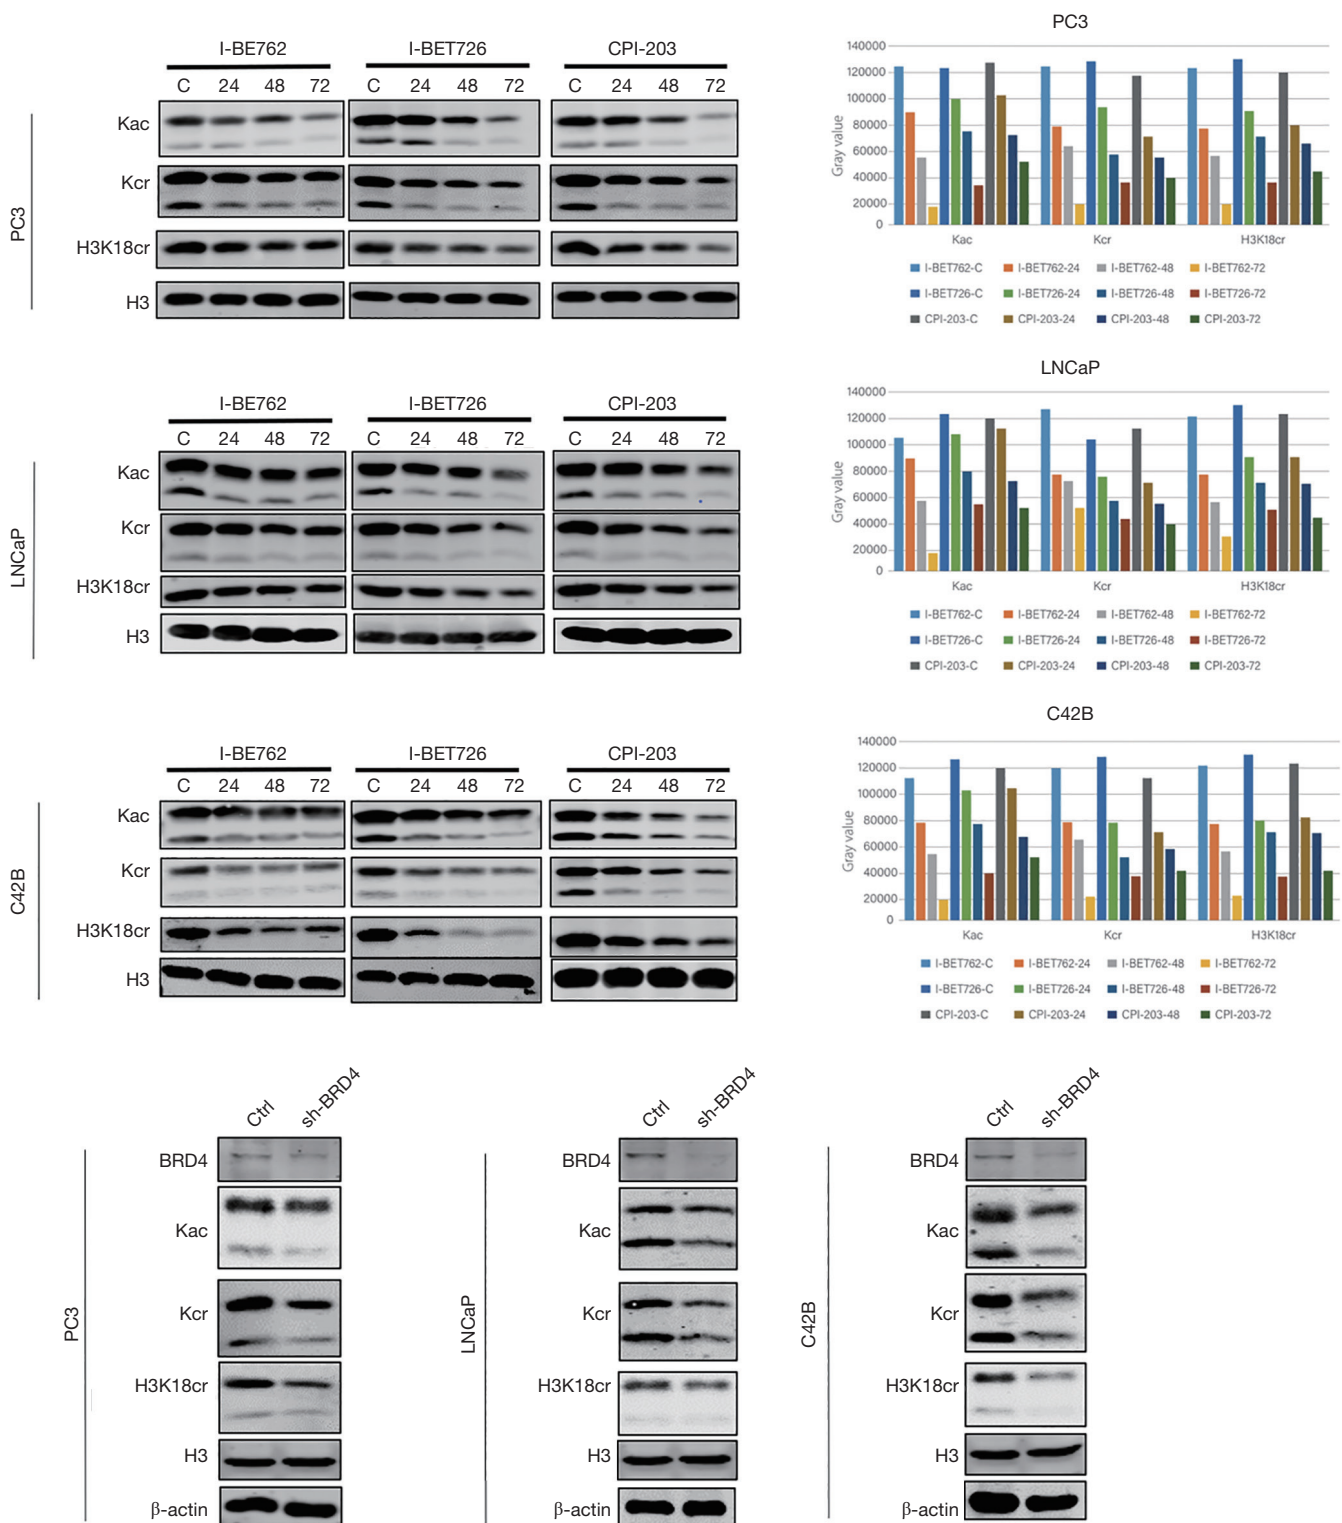 I-BE762 I-BET726 CPI-203
C 24 48 72 C 24 48 72 C 24 48 72
PC3
Kac
Kcr
H3K18cr
H3
PC3
140000
120000
100000
80000
60000
40000
20000
0
Gray value
Kac Kcr H3K18cr
I-BET762-C I-BET762-24 I-BET762-48 I-BET762-72
I-BET726-C I-BET726-24 I-BET726-48 I-BET726-72
CPI-203-C CPI-203-24 CPI-203-48 CPI-203-72
I-BE762 I-BET726 CPI-203
C 24 48 72 C 24 48 72 C 24 48 72
LNCaP
Kac
Kcr
H3K18cr
H3
LNCaP
140000
120000
100000
80000
60000
40000
20000
0
Gray value
Kac Kcr H3K18cr
I-BET762-C I-BET762-24 I-BET762-48 I-BET762-72
I-BET726-C I-BET726-24 I-BET726-48 I-BET726-72
CPI-203-C CPI-203-24 CPI-203-48 CPI-203-72
I-BE762 I-BET726 CPI-203
C 24 48 72 C 24 48 72 C 24 48 72
C42B
Kac
Kcr
H3K18cr
H3
C42B
140000
120000
100000
80000
60000
40000
20000
0
Gray value
Kac Kcr H3K18cr
I-BET762-C I-BET762-24 I-BET762-48 I-BET762-72
I-BET726-C I-BET726-24 I-BET726-48 I-BET726-72
CPI-203-C CPI-203-24 CPI-203-48 CPI-203-72
Ctrl sh-BRD4
PC3
BRD4
Kac
Kcr
H3K18cr
H3
β-actin
Ctrl sh-BRD4
LNCaP
BRD4
Kac
Kcr
H3K18cr
H3
β-actin
Ctrl sh-BRD4
C42B
BRD4
Kac
Kcr
H3K18cr
H3
β-actin